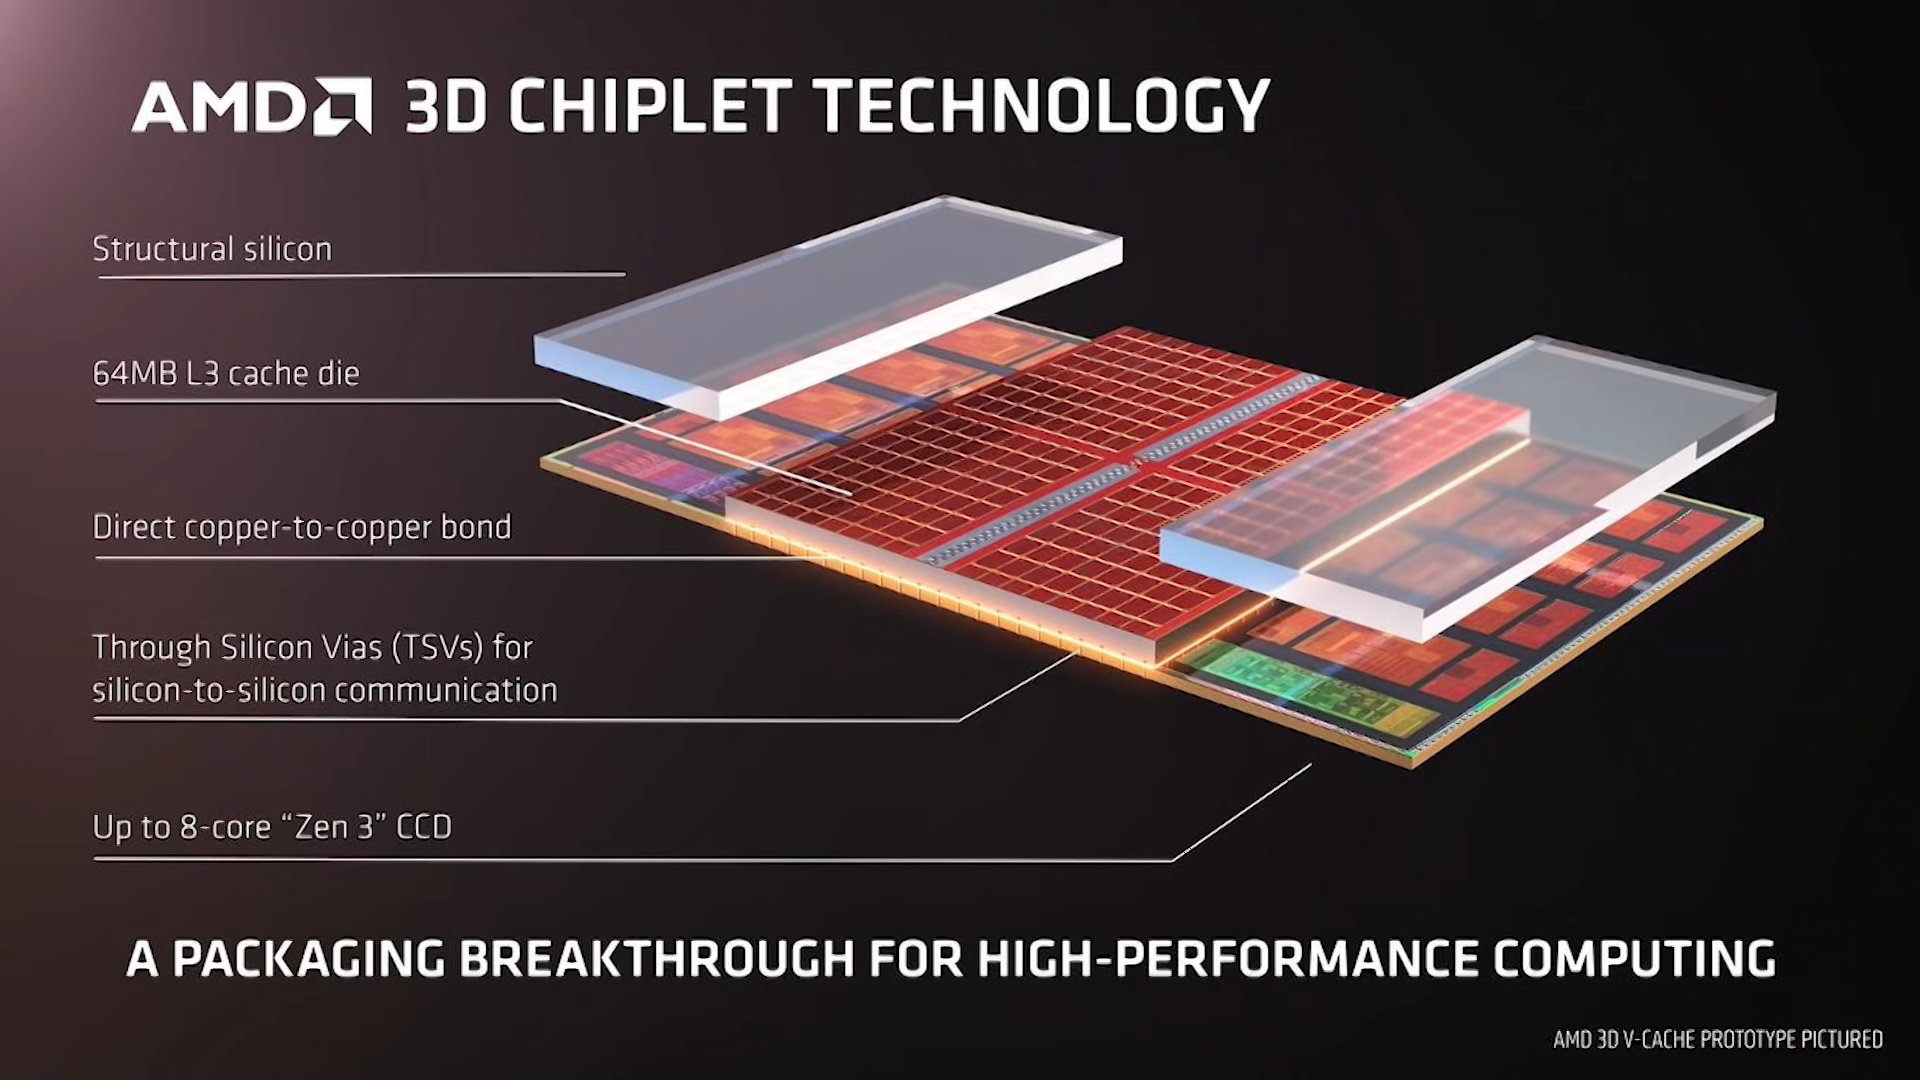 AMD 3D CHIPLET TECHNOLOGY
Structural silicon
64MB L3 cache die
Direct copper-to-copper bond
Through Silicon Vias (TSVs) for
silicon-to-silicon communication
Up to 8-core “Zen 3” CCD
A PACKAGING BREAKTHROUGH FOR HIGH-PERFORMANCE COMPUTING
AMD 3D V-CACHE PROTOTYPE PICTURED